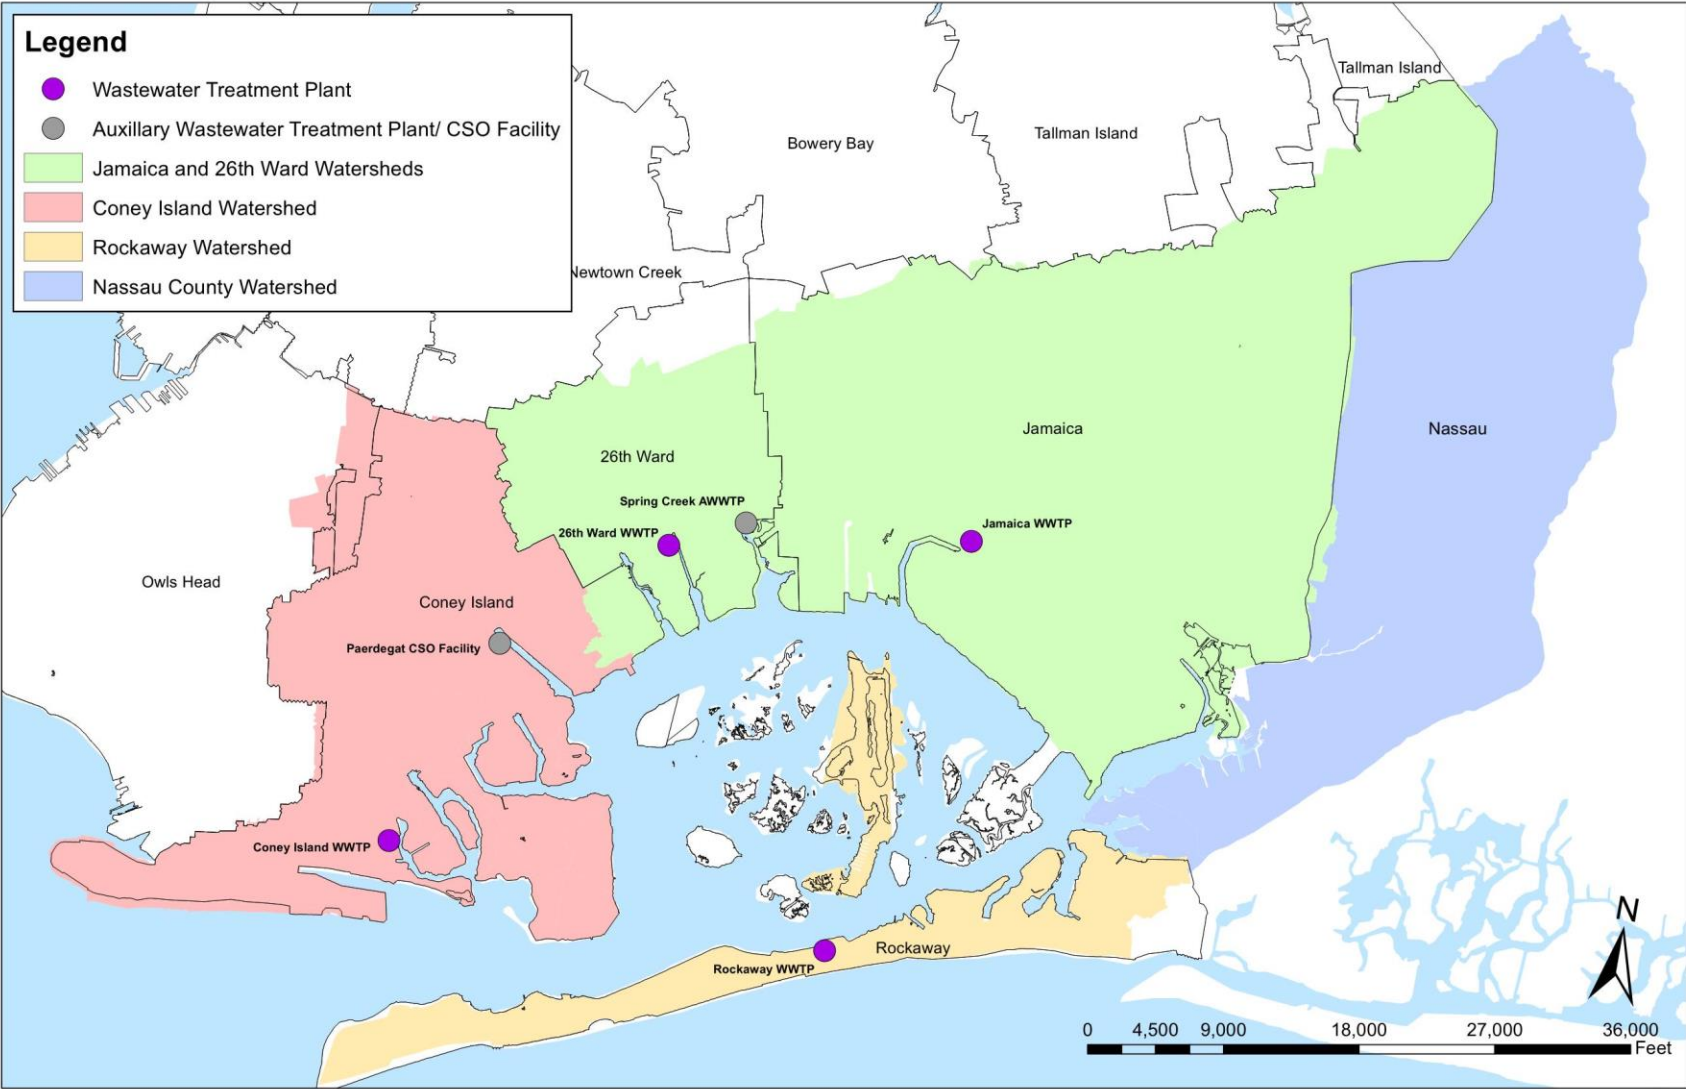 Legend
Wastewater Treatment Plant
Auxillary Wastewater Treatment Plant/ CSO Facility
Jamaica and 26th Ward Watersheds
Coney Island Watershed
Rockaway Watershed
Nassau County Watershed
Tallman Island
Tallman Island
Bowery Bay
Newtown Creek
Jamaica
Nassau
26th Ward
Spring Creek AWWTP
26th Ward WWTP
Jamaica WWTP
Owls Head
Coney Island
Paerdegat CSO Facility
Coney Island WWTP
Rockaway
Rockaway WWTP
N
0 4,500 9,000 18,000 27,000 36,000
Feet